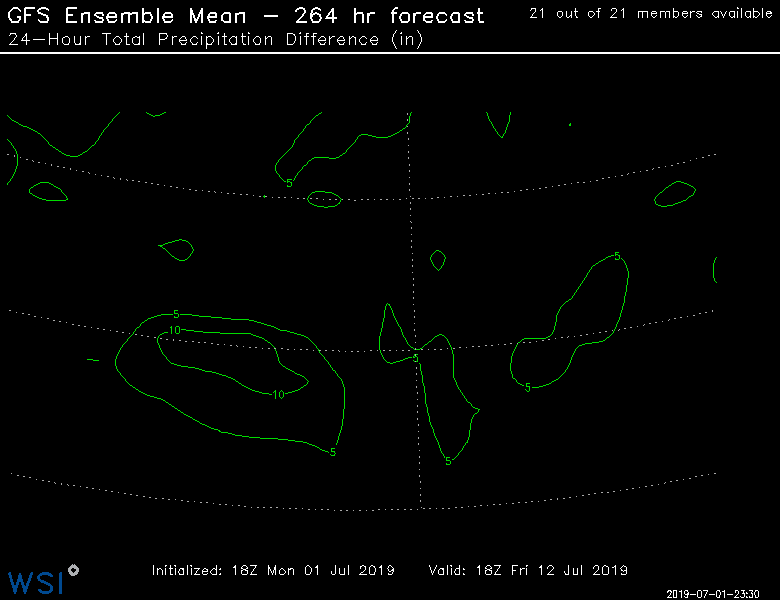 GFS Ensemble Mean – 264 hr forecast
21 out of 21 members available
24–Hour Total Precipitation Difference (in)
5
5
5
10
5
10
5
5
5
Initialized: 18Z Mon 01 Jul 2019 Valid: 18Z Fri 12 Jul 2019
WSI
2019-07-01-23:30